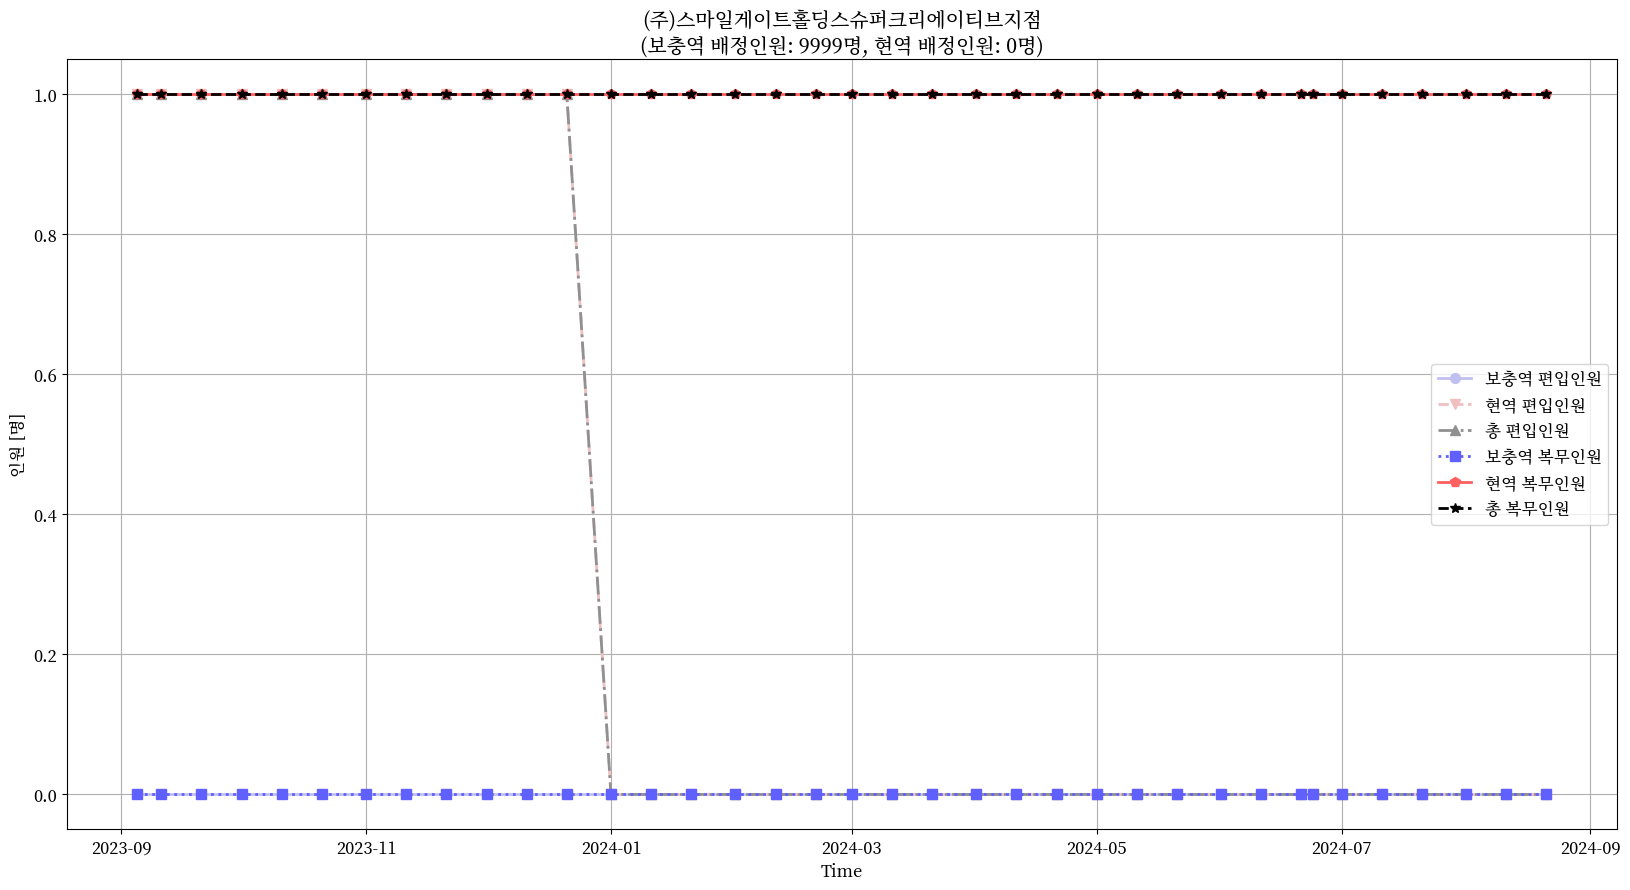 (주)스마일게이트홀딩스슈퍼크리에이티브지점
(보충역 배정인원: 9999명, 현역 배정인원: 0명)
인원 [명]
1.0
0.8
0.6
0.4
0.2
0.0
보충역 편입인원
현역 편입인원
총 편입인원
보충역 복무인원
현역 복무인원
총 복무인원
2023-09
2023-11
2024-01
2024-03
2024-05
2024-07
2024-09
Time